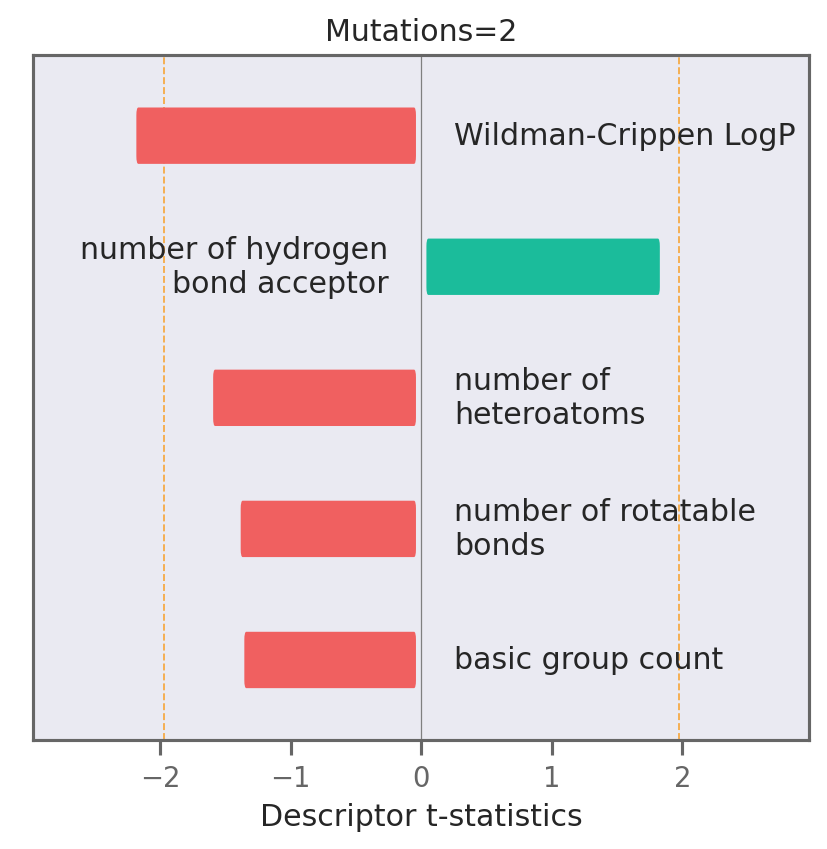 Mutations=2
Wildman-Crippen LogP
number of hydrogen
bond acceptor
number of
heteroatoms
number of rotatable
bonds
basic group count
−2 −1 0 1 2
Descriptor t-statistics